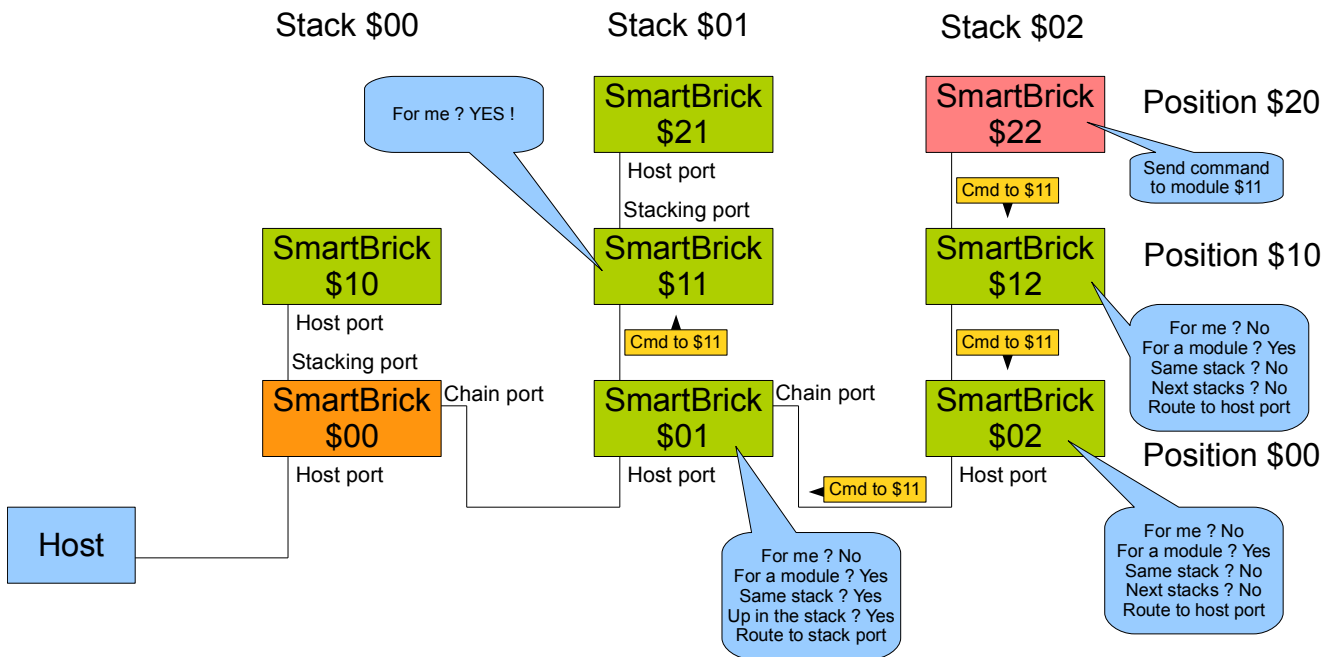 Stack $00
Stack $01
Stack $02
For me ? YES !
SmartBrick
$21
SmartBrick
$22
Position $20
Send command
to module $11
Host port
Cmd to $11
Stacking port
SmartBrick
$10
SmartBrick
$11
SmartBrick
$12
Position $10
Host port
Stacking port
Cmd to $11
Cmd to $11
For me ? No
For a module ? Yes
Same stack ? No
Next stacks ? No
Route to host port
SmartBrick
$00
Chain port
SmartBrick
$01
Chain port
SmartBrick
$02
Position $00
Host port
Host port
Cmd to $11
Host port
Host
For me ? No
For a module ? Yes
Same stack ? Yes
Up in the stack ? Yes
Route to stack port
For me ? No
For a module ? Yes
Same stack ? No
Next stacks ? No
Route to host port